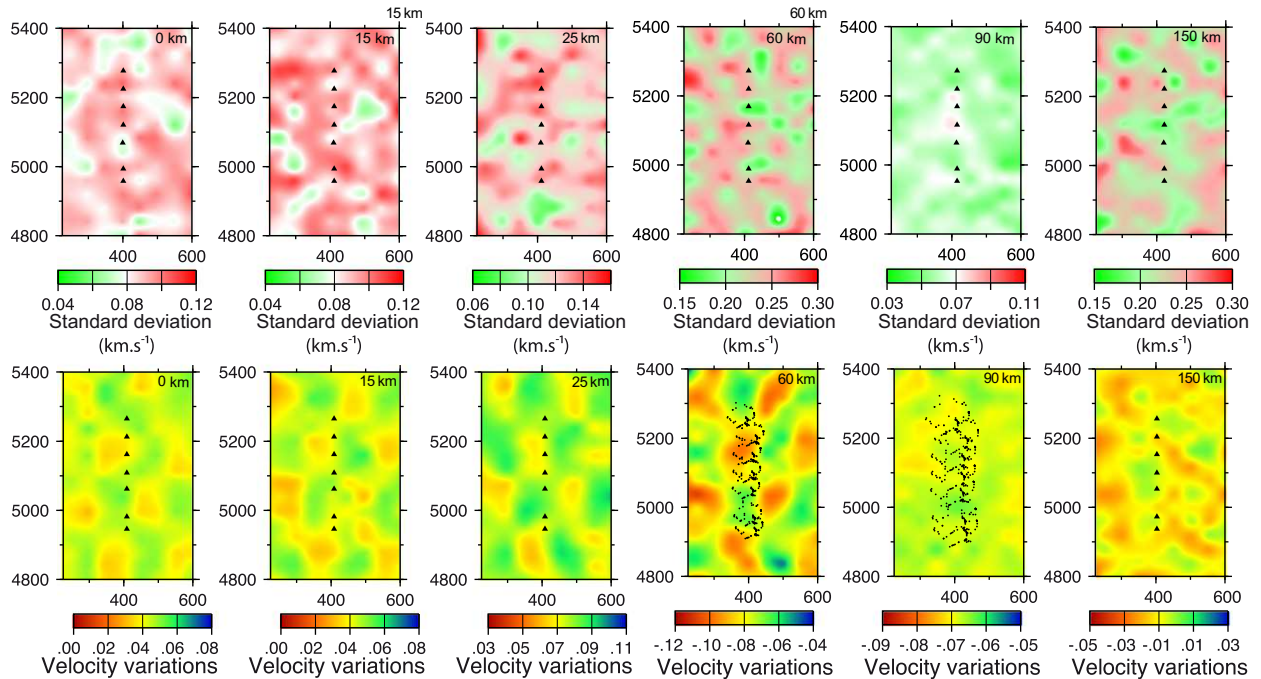 15 km 60 km
5400 5400 5400 5400 5400 5400
0 km 15 km 25 km 60 km 90 km 150 km
5200 5200 5200 5200 5200 5200
5000 5000 5000 5000 5000 5000
4800 4800 4800 4800 4800 4800
400 600 400 600 400 600 400 600 400 600 400 600
0.04 0.08 0.12 0.04 0.08 0.12 0.06 0.10 0.14 0.15 0.20 0.25 0.30 0.03 0.07 0.11 0.15 0.20 0.25 0.30
Standard deviation Standard deviation Standard deviation Standard deviation Standard deviation Standard deviation
(km.s-1) (km.s-1) (km.s-1) (km.s-1) (km.s-1) (km.s-1)
5400 5400 5400 5400 5400 5400
0 km 15 km 25 km 60 km 90 km 150 km
5200 5200 5200 5200 5200 5200
5000 5000 5000 5000 5000 5000
4800 4800 4800 4800 4800 4800
400 600 400 600 400 600 400 600 400 600 400 600
.00 .02 .04 .06 .08 .00 .02 .04 .06 .08 .03 .05 .07 .09 .11 -.12 -.10 -.08 -.06 -.04 -.09 -.08 -.07 -.06 -.05 -.05 -.03 -.01 .01 .03
Velocity variations Velocity variations Velocity variations Velocity variations Velocity variations Velocity variations